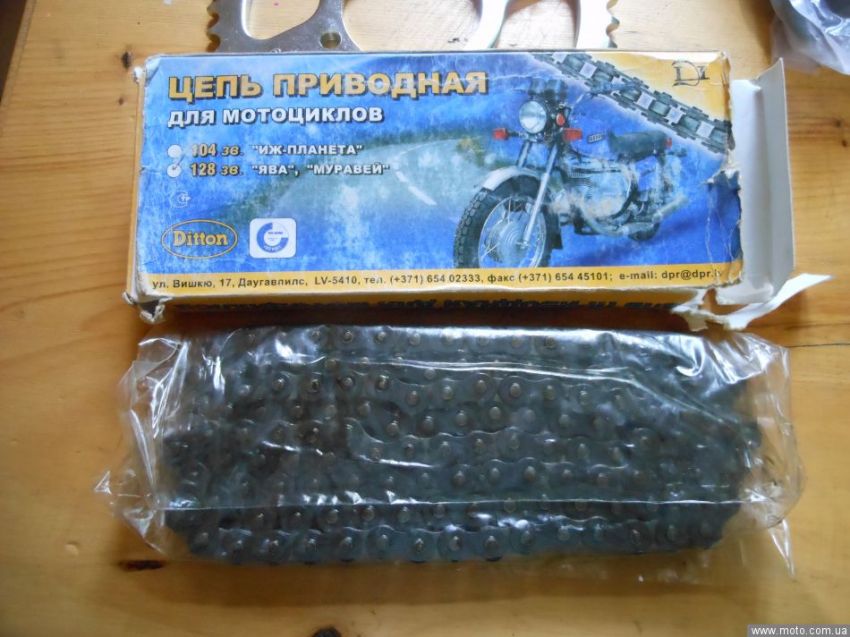 ЦЕПЬ ПРИВОДНАЯ
ДЛЯ МОТОЦИКЛОВ
104 зв. "ИЖ-ПЛАНЕТА"
128 зв. "ЯВА", "МУРАВЕЙ"
Ditton
ул. Вишкю, 17, Даугавпилс, LV-5410, тел. (+371) 654 02333, факс (+371) 654 45101; e-mail: dpr@dpr.lv
www.moto.com.ua